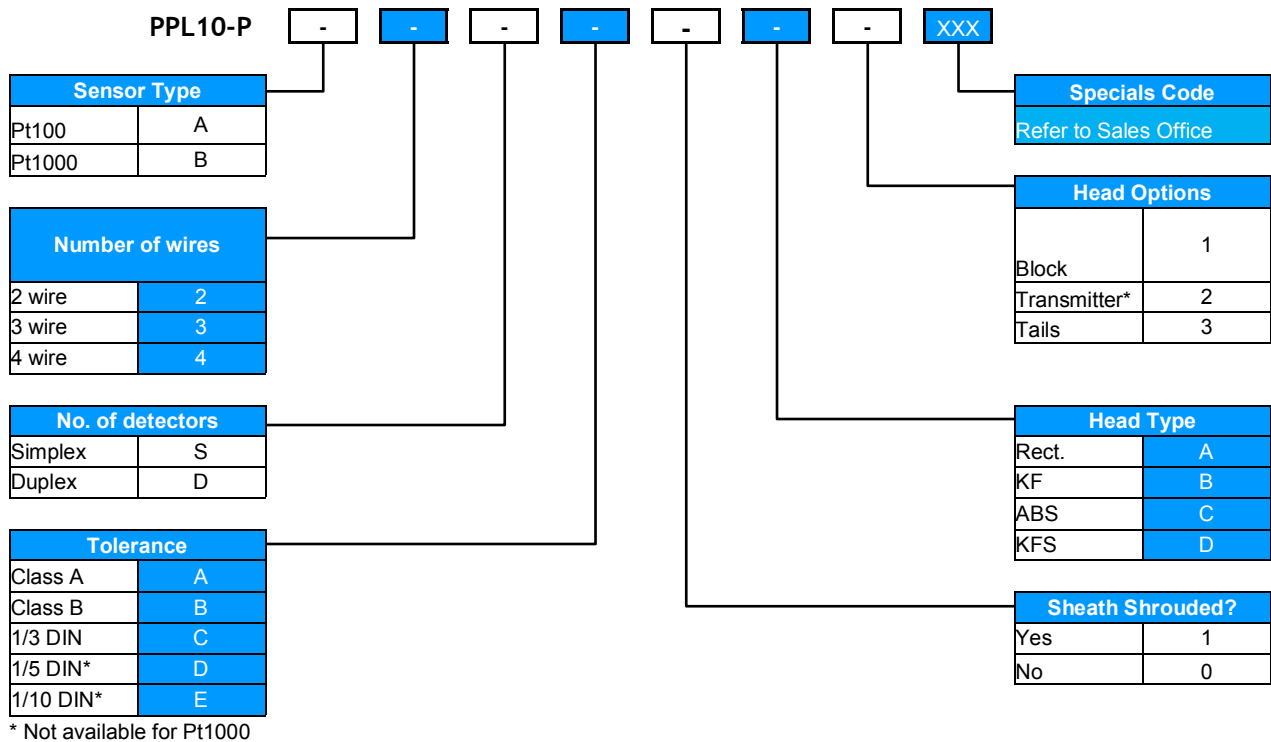 PPL10-P - - - - - - - XXX
Sensor Type
Pt100 A
Pt1000 B
Number of wires
2 wire 2
3 wire 3
4 wire 4
No. of detectors
Simplex S
Duplex D
Tolerance
Class A A
Class B B
1/3 DIN C
1/5 DIN* D
1/10 DIN* E
* Not available for Pt1000
Specials Code
Refer to Sales Office
Head Options
Block 1
Transmitter* 2
Tails 3
Head Type
Rect. A
KF B
ABS C
KFS D
Sheath Shrouded?
Yes 1
No 0